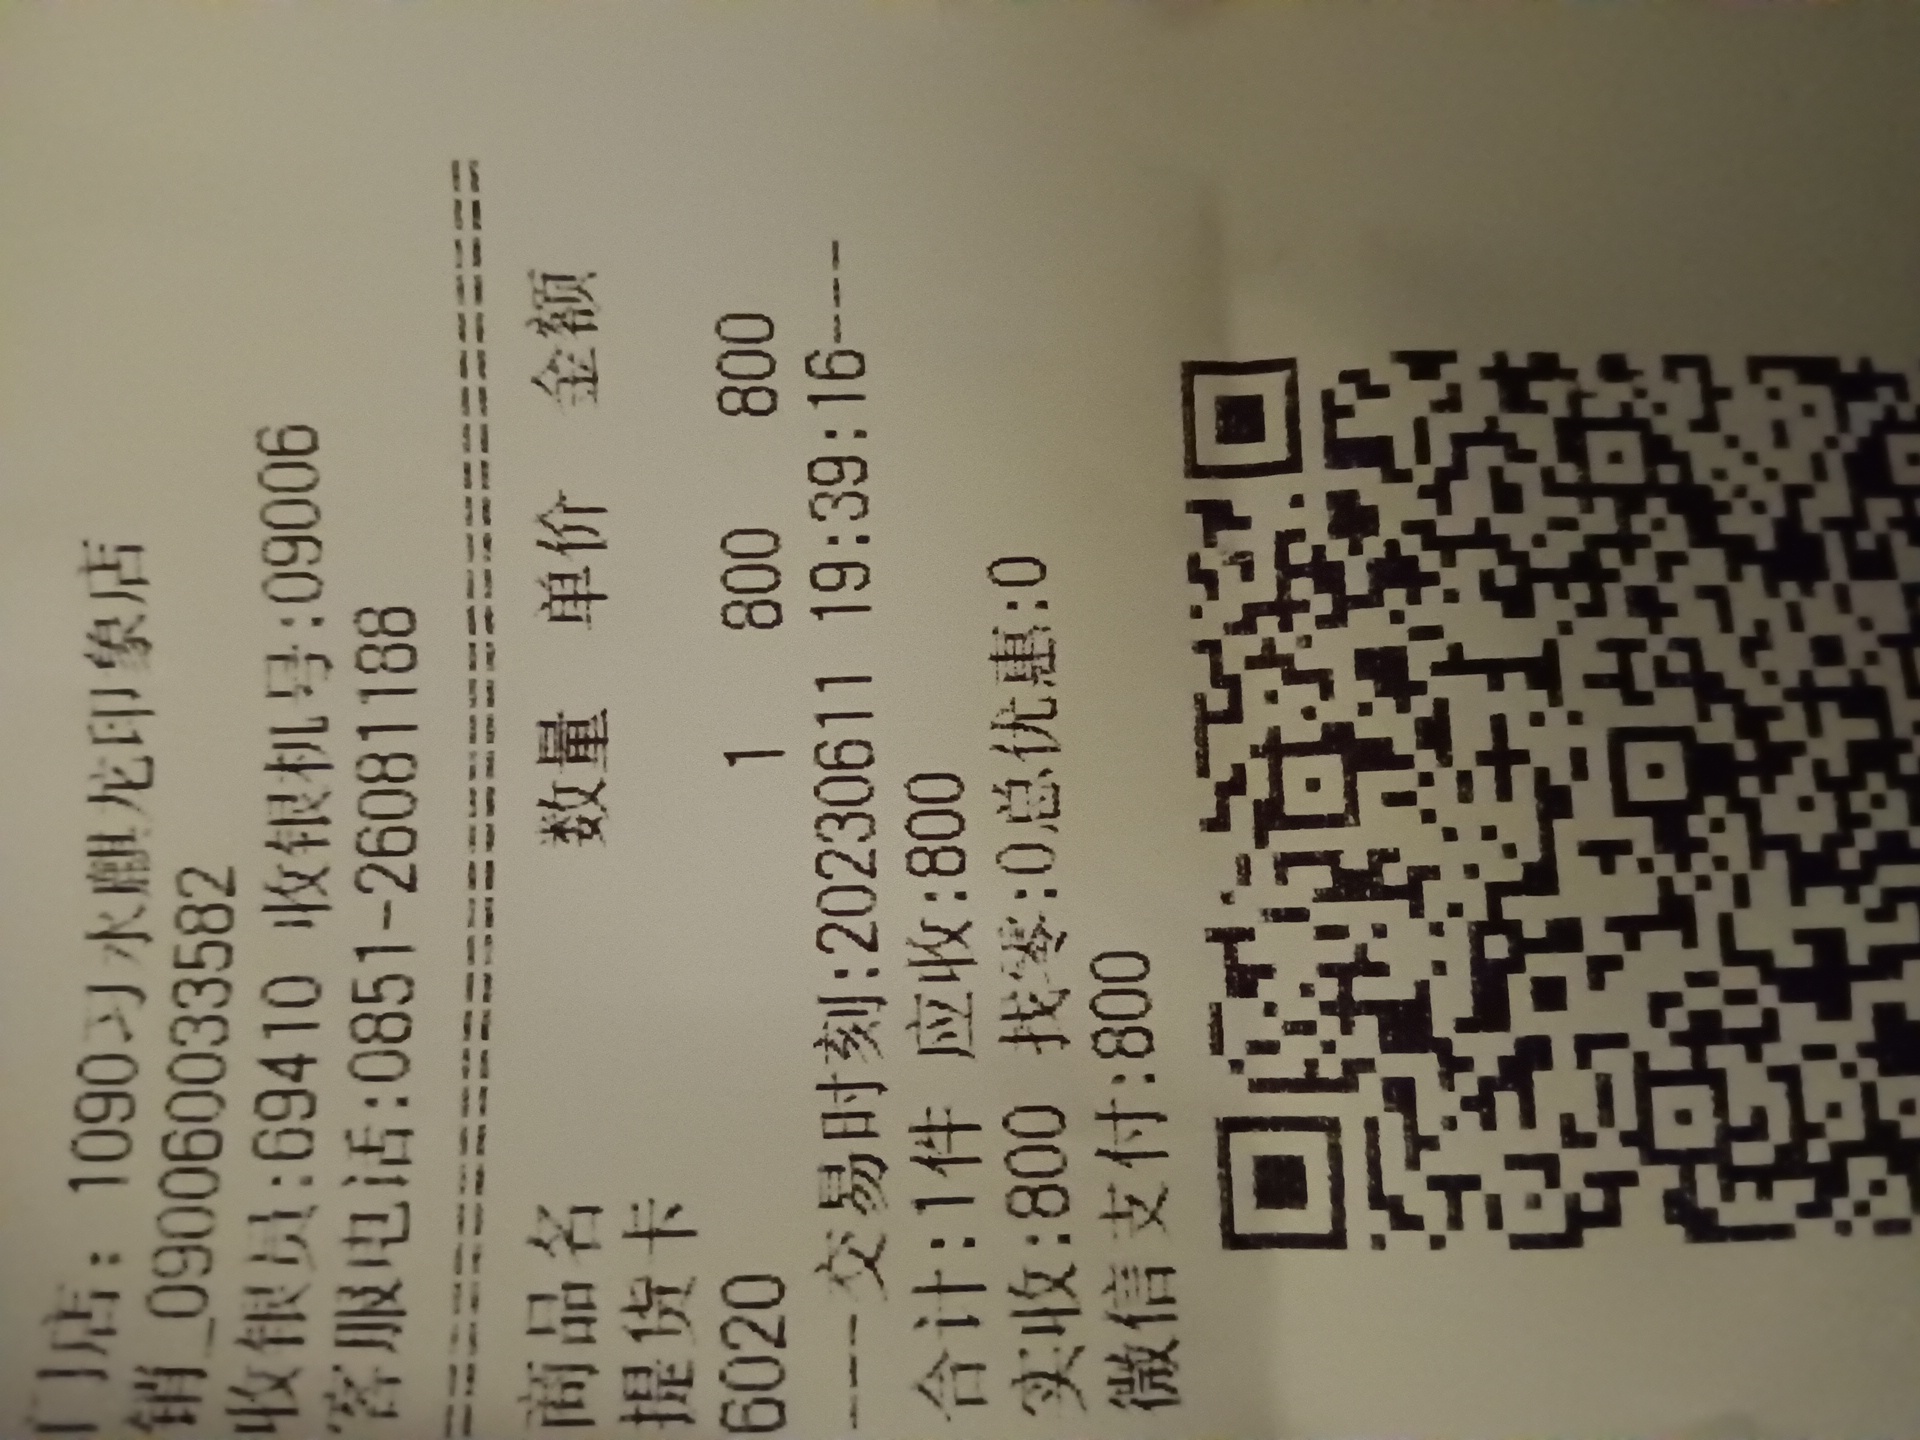 门店: 1090习水麒龙印象店
销_090060033582
收银员:69410 收银机号:09006
客服电话:0851-26081188
================================
商品名 数量 单价 金额
提货卡
6020 1 800 800
----交易时刻:20230611 19:39:16----
合计:1件 应收:800
实收:800 找零:0总优惠:0
微信支付:800